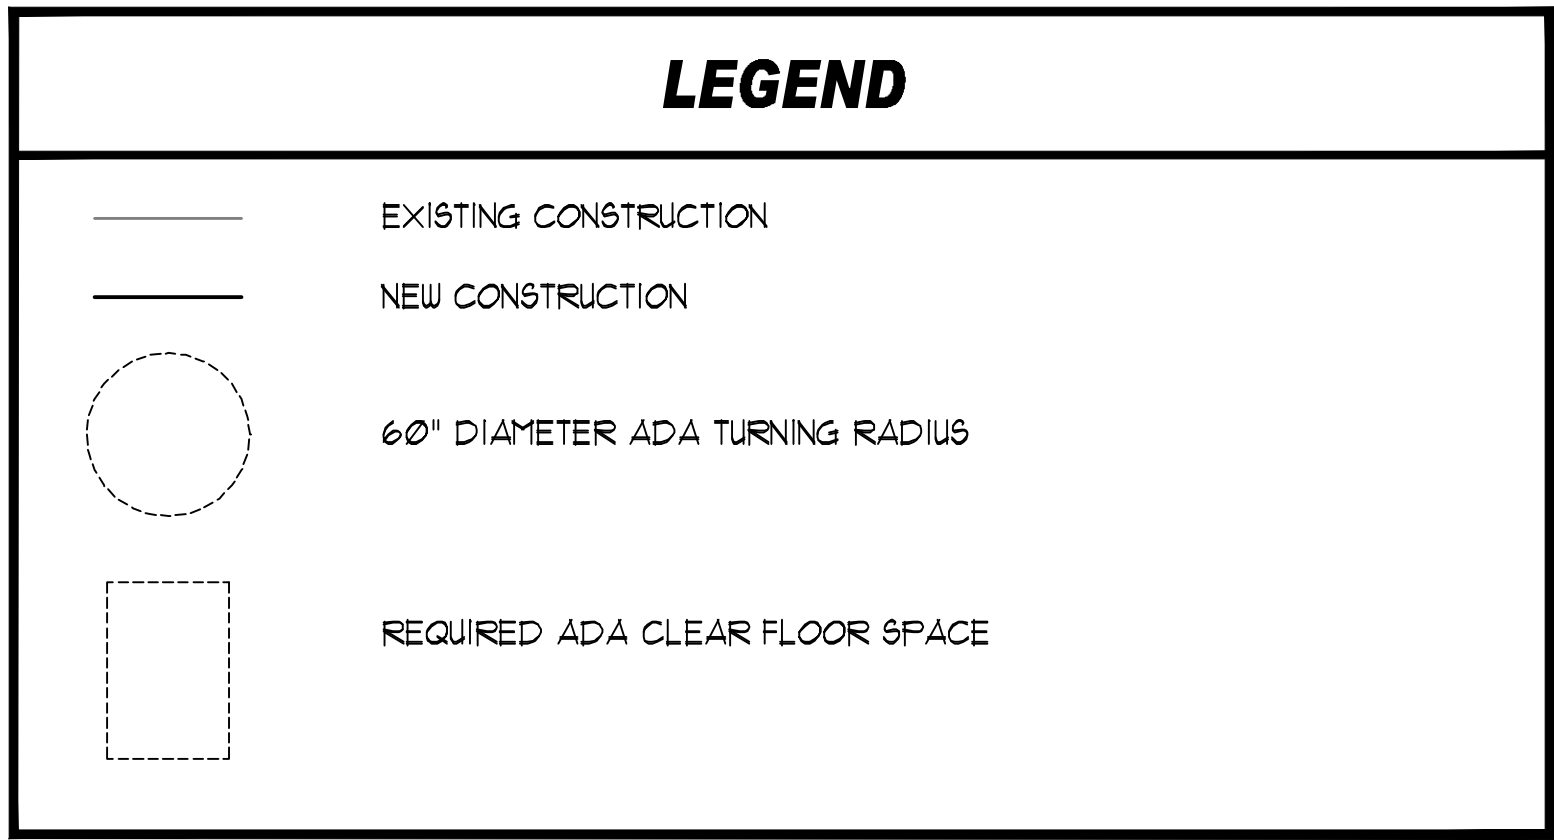 LEGEND
EXISTING CONSTRUCTION
NEW CONSTRUCTION
60" DIAMETER ADA TURNING RADIUS
REQUIRED ADA CLEAR FLOOR SPACE